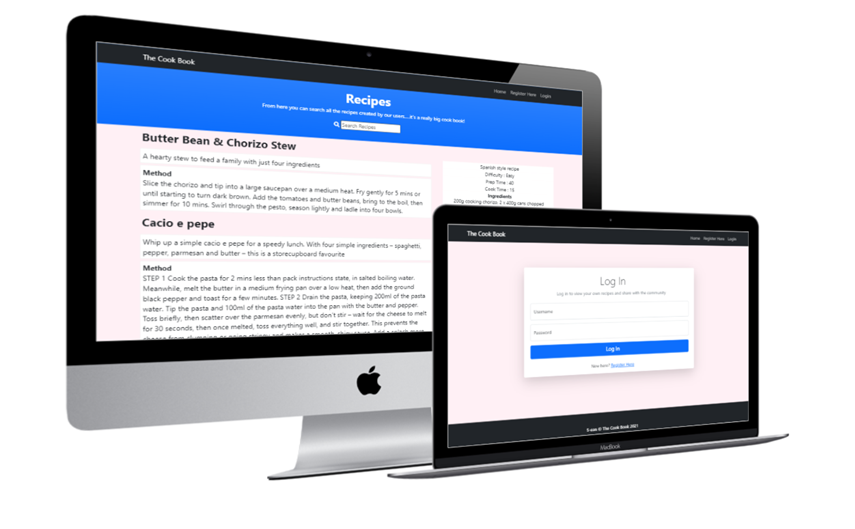 The Cook Book
Home Register Here Login
Recipes
From here you can search all the recipes created by our users....it's a really big cook book!
Search Recipes
Butter Bean & Chorizo Stew
A hearty stew to feed a family with just four ingredients
Method
Slice the chorizo and tip into a large saucepan over a medium heat. Fry gently for 5 mins or
until starting to turn dark brown. Add the tomatoes and butter beans, bring to the boil, then
simmer for 10 mins. Swirl through the pesto, season lightly and ladle into four bowls.
Spanish style recipe
Difficulty : Easy
Prep Time : 40
Cook Time : 15
Ingredients
200g cooking chorizo 2 x 400g cans chopped
Cacio e pepe
Whip up a simple cacio e pepe for a speedy lunch. With four simple ingredients – spaghetti,
pepper, parmesan and butter – this is a storecupboard favourite
Method
STEP 1 Cook the pasta for 2 mins less than pack instructions state, in salted boiling water.
Meanwhile, melt the butter in a medium frying pan over a low heat, then add the ground
black pepper and toast for a few minutes. STEP 2 Drain the pasta, keeping 200ml of the pasta
water. Tip the pasta and 100ml of the pasta water into the pan with the butter and pepper.
Toss briefly, then scatter over the parmesan evenly, but don't stir – wait for the cheese to melt
for 30 seconds, then once melted, toss everything well, and stir together. This prevents the
The Cook Book
Home Register Here Login
Log In
Log in to view your own recipes and share with the community
Username
Password
Log In
New here? Register Here
© The Cook Book 2021
MacBook